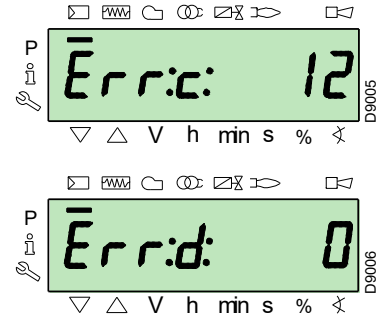 P
Err:c: 12
V h min s %
D9005
P
Err:d: 0
V h min s %
D9006